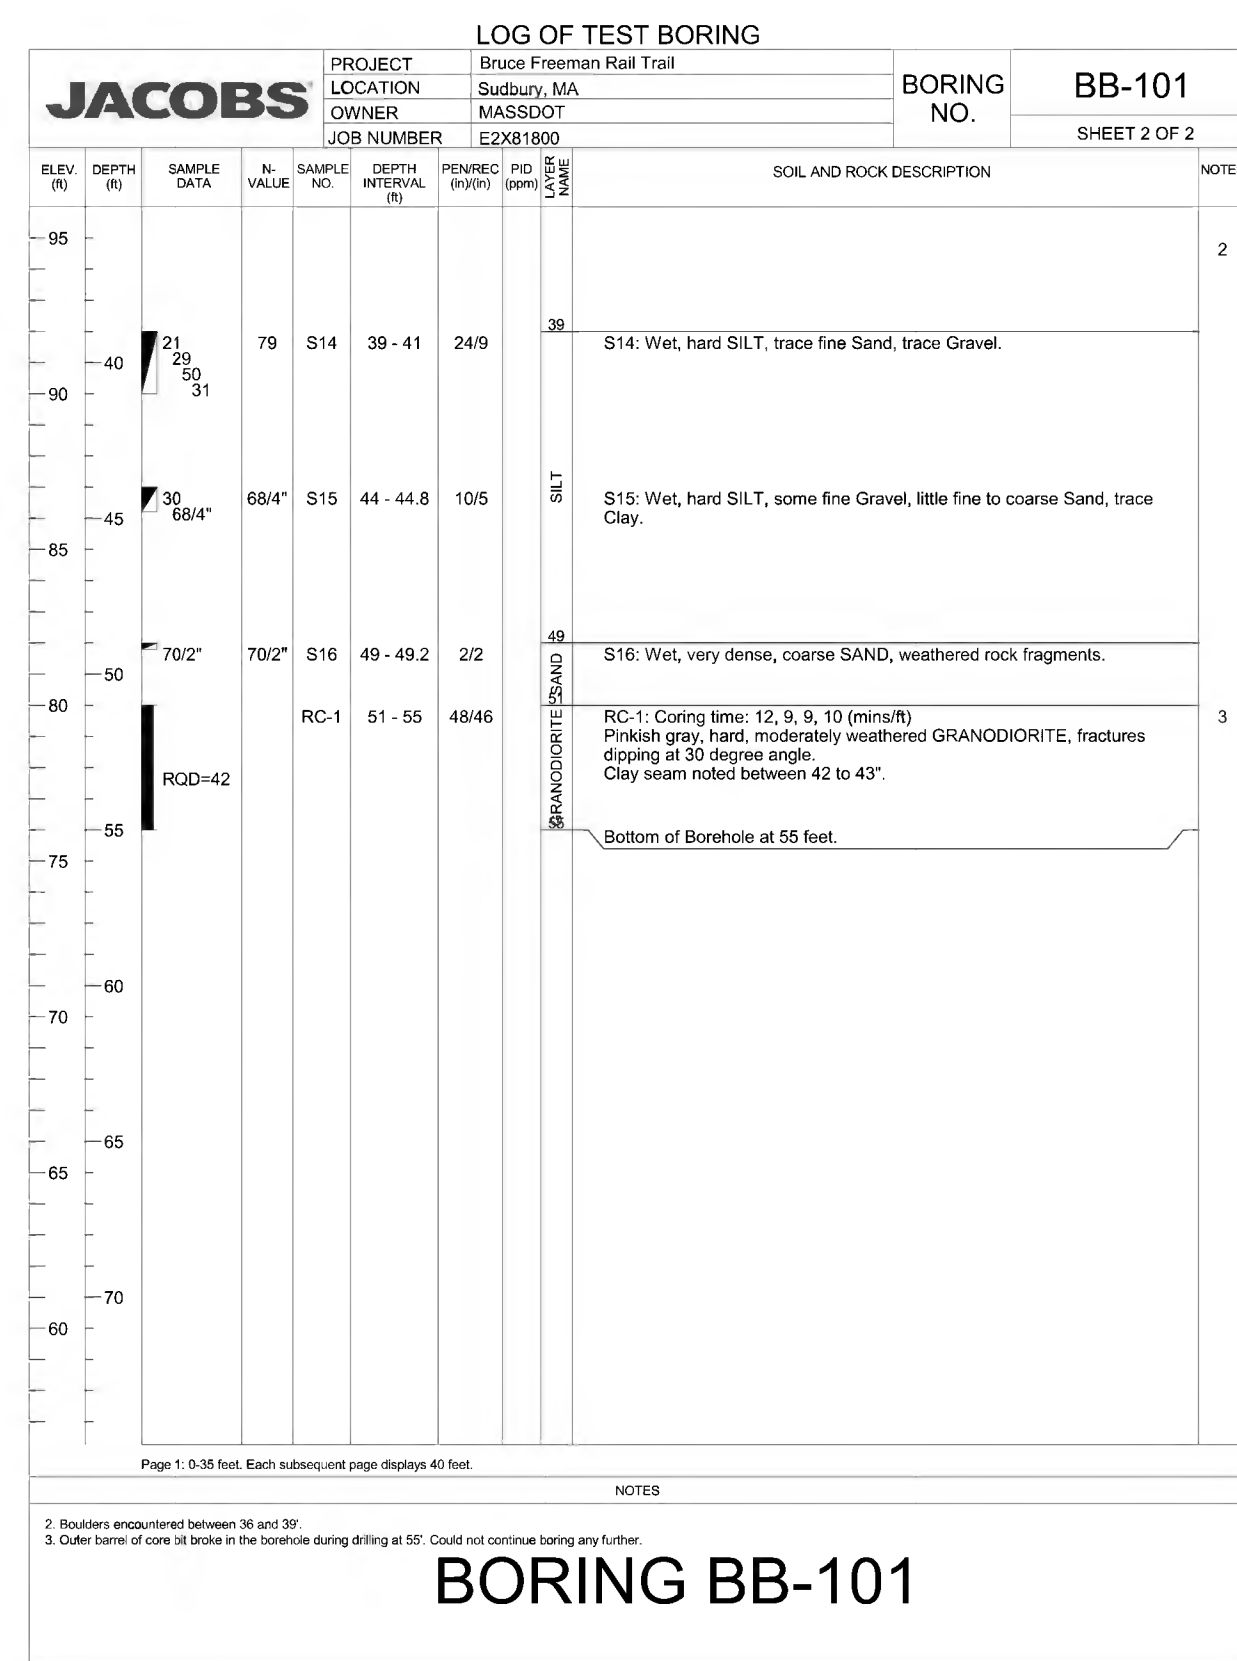 LOG OF TEST BORING
JACOBS
PROJECT Bruce Freeman Rail Trail
LOCATION Sudbury, MA
OWNER MASSDOT
JOB NUMBER E2X81800
BORING NO.
BB-101
SHEET 2 OF 2
ELEV. (ft) DEPTH (ft) SAMPLE DATA N-VALUE SAMPLE NO. DEPTH INTERVAL (ft) PEN/REC (in)/(in) PID (ppm) LAYER NAME SOIL AND ROCK DESCRIPTION NOTE
95
2
39
21 79 S14 39 - 41 24/9 S14: Wet, hard SILT, trace fine Sand, trace Gravel.
40 29
50
31
90
SILT
30 68/4" S15 44 - 44.8 10/5 S15: Wet, hard SILT, some fine Gravel, little fine to coarse Sand, trace
45 68/4" Clay.
85
49
70/2" 70/2" S16 49 - 49.2 2/2 SAND S16: Wet, very dense, coarse SAND, weathered rock fragments.
50
51
80
RC-1 51 - 55 48/46 GRANODIORITE RC-1: Coring time: 12, 9, 9, 10 (mins/ft) 3
Pinkish gray, hard, moderately weathered GRANODIORITE, fractures
dipping at 30 degree angle.
RQD=42 Clay seam noted between 42 to 43".
55
55 Bottom of Borehole at 55 feet.
75
60
70
65
65
70
60
Page 1: 0-35 feet. Each subsequent page displays 40 feet.
NOTES
2. Boulders encountered between 36 and 39'.
3. Outer barrel of core bit broke in the borehole during drilling at 55'. Could not continue boring any further.
BORING BB-101